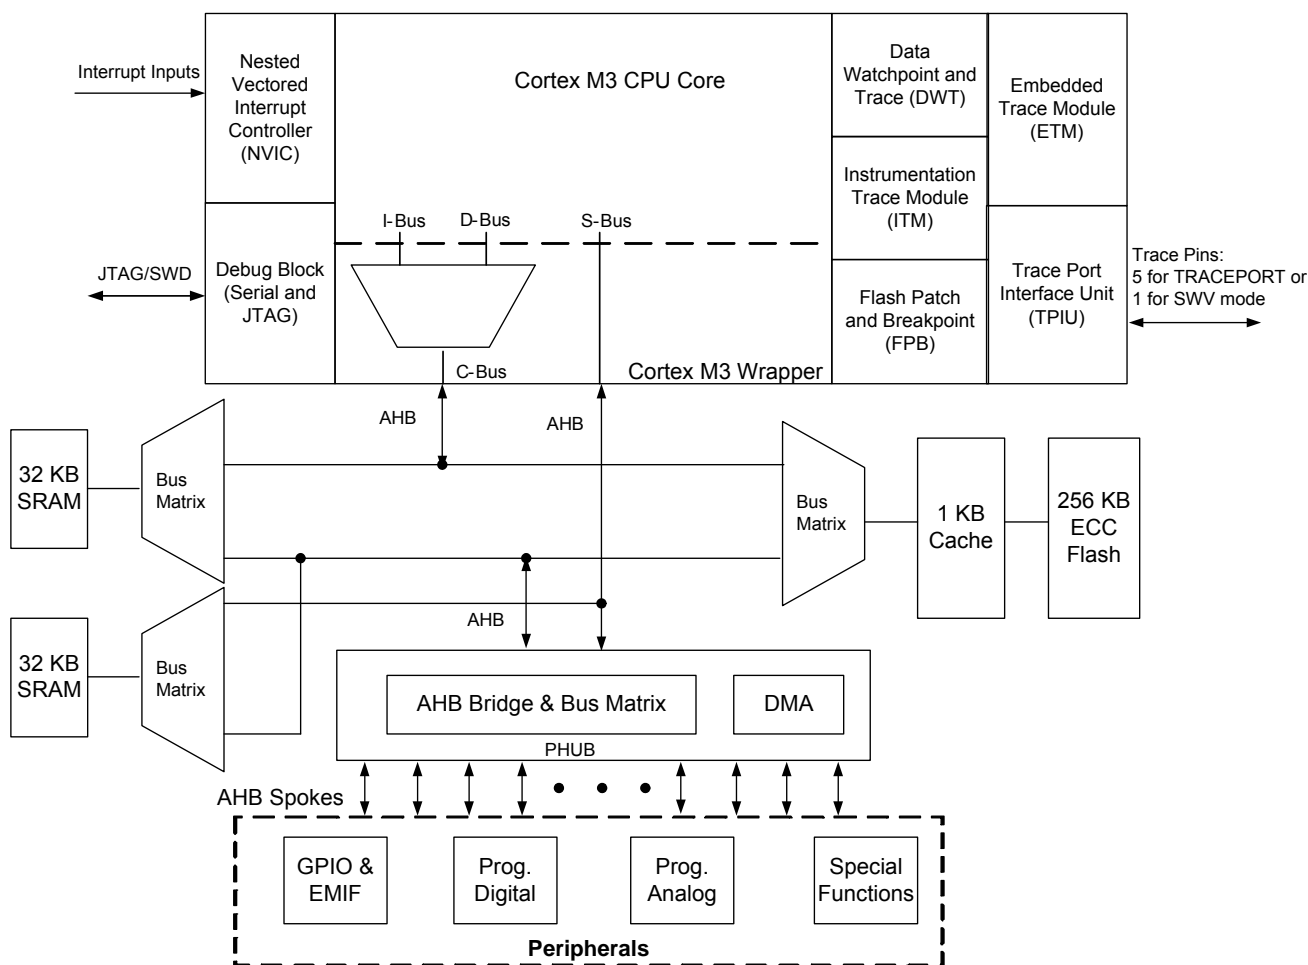 Interrupt Inputs
Nested
Vectored
Interrupt
Controller
(NVIC)
Cortex M3 CPU Core
Data
Watchpoint and
Trace (DWT)
Embedded
Trace Module
(ETM)
Instrumentation
Trace Module
(ITM)
I-Bus
D-Bus
S-Bus
JTAG/SWD
Debug Block
(Serial and
JTAG)
Flash Patch
and Breakpoint
(FPB)
Trace Port
Interface Unit
(TPIU)
Trace Pins:
5 for TRACEPORT or
1 for SWV mode
C-Bus
Cortex M3 Wrapper
AHB
AHB
32 KB
SRAM
Bus
Matrix
Bus
Matrix
1 KB
Cache
256 KB
ECC
Flash
AHB
32 KB
SRAM
Bus
Matrix
AHB Bridge & Bus Matrix
DMA
PHUB
AHB Spokes
GPIO &
EMIF
Prog.
Digital
Prog.
Analog
Special
Functions
Peripherals